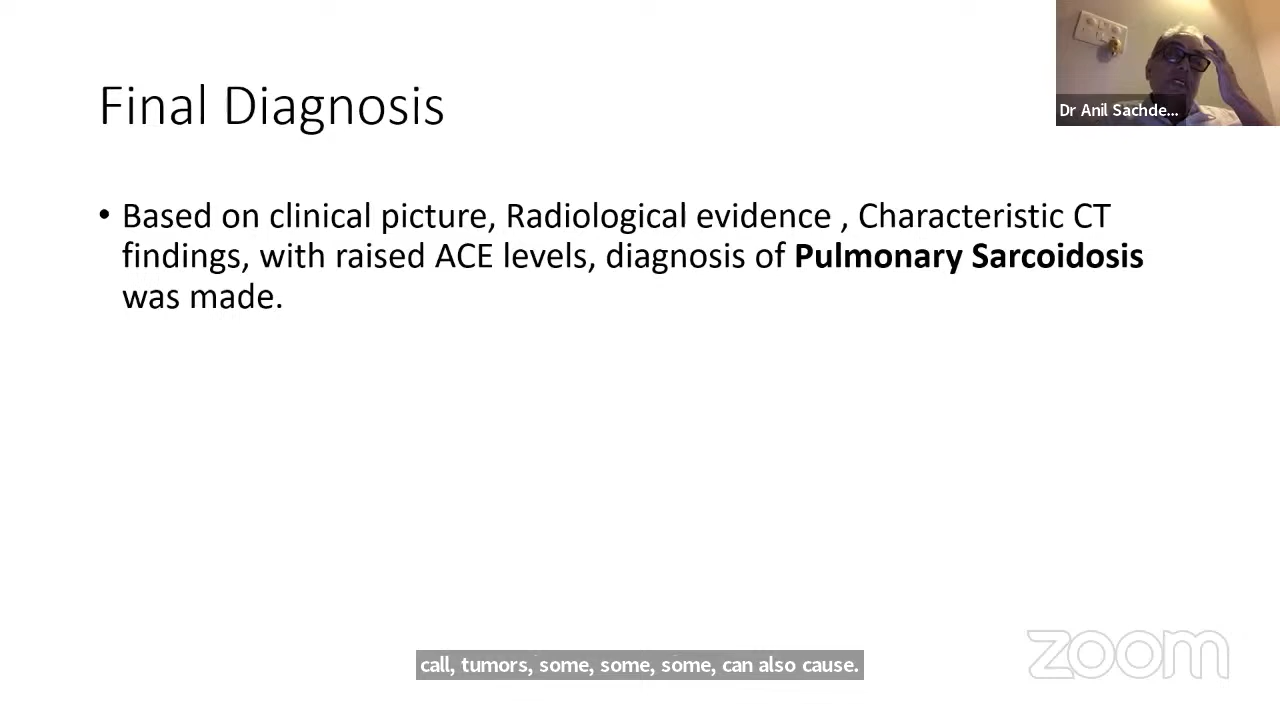 Final Diagnosis
• Based on clinical picture, Radiological evidence , Characteristic CT
findings, with raised ACE levels, diagnosis of Pulmonary Sarcoidosis
was made.
Dr Anil Sachde...
call, tumors, some, some, some, can also cause.
zoom